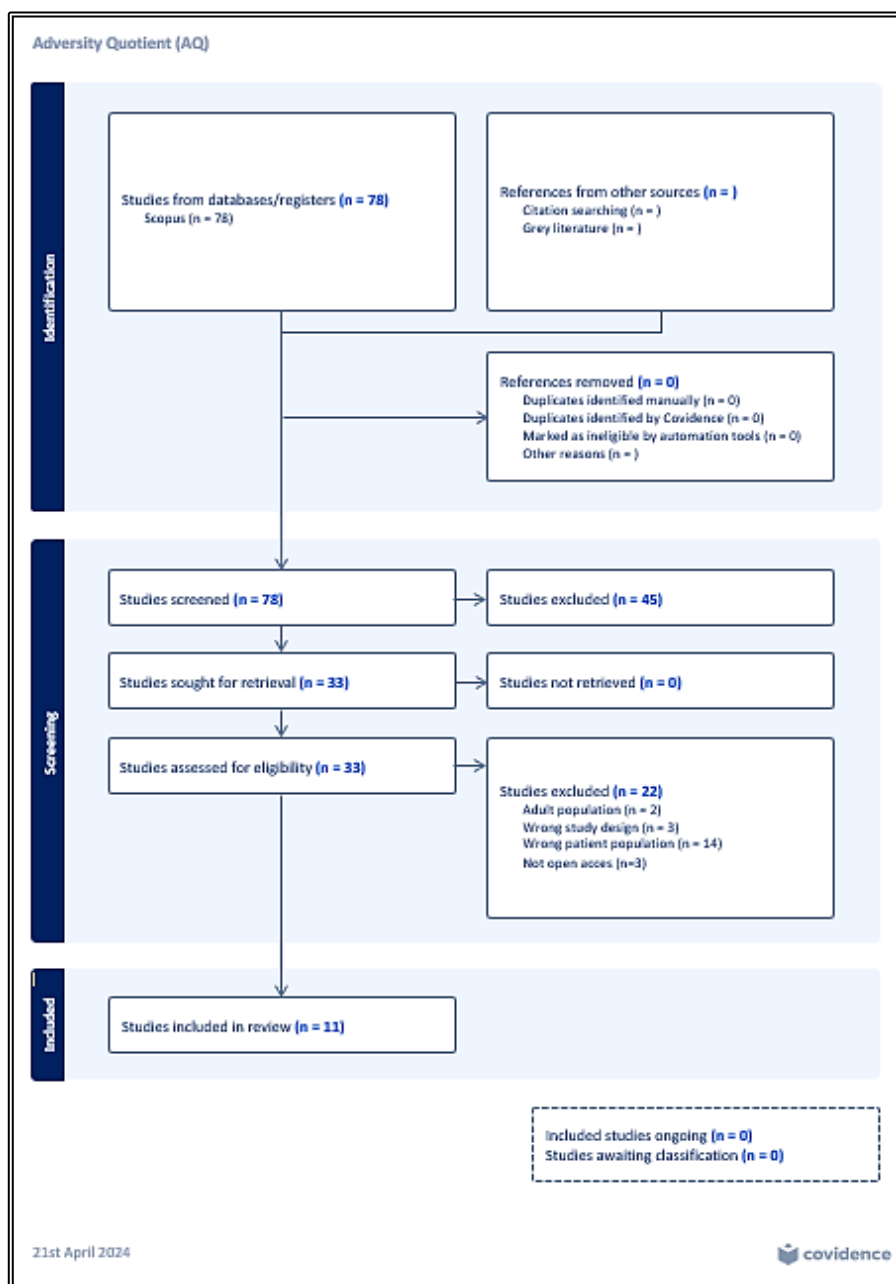 Adversity Quotient (AQ)
Identification
Studies from databases/registers (n = 78)
Scopus (n = 78)
References from other sources (n = )
Citation searching (n = )
Grey literature (n = )
References removed (n = 0)
Duplicates identified manually (n = 0)
Duplicates identified by Covidence (n = 0)
Marked as ineligible by automation tools (n = 0)
Other reasons (n = )
Screening
Studies screened (n = 78)
Studies excluded (n = 45)
Studies sought for retrieval (n = 33)
Studies not retrieved (n = 0)
Studies assessed for eligibility (n = 33)
Studies excluded (n = 22)
Adult population (n = 2)
Wrong study design (n = 3)
Wrong patient population (n = 14)
Not open acces (n=3)
Included
Studies included in review (n = 11)
Included studies ongoing (n = 0)
Studies awaiting classification (n = 0)
21st April 2024
covidence